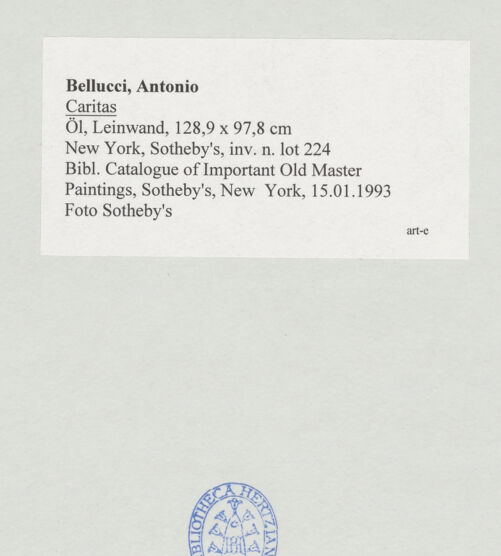 Bellucci, Antonio
Caritas
Öl, Leinwand, 128,9 x 97,8 cm
New York, Sotheby's, inv. n. lot 224
Bibl. Catalogue of Important Old Master
Paintings, Sotheby's, New York, 15.01.1993
Foto Sotheby's
art-e
BIBLIOTHECA HERTZIAN